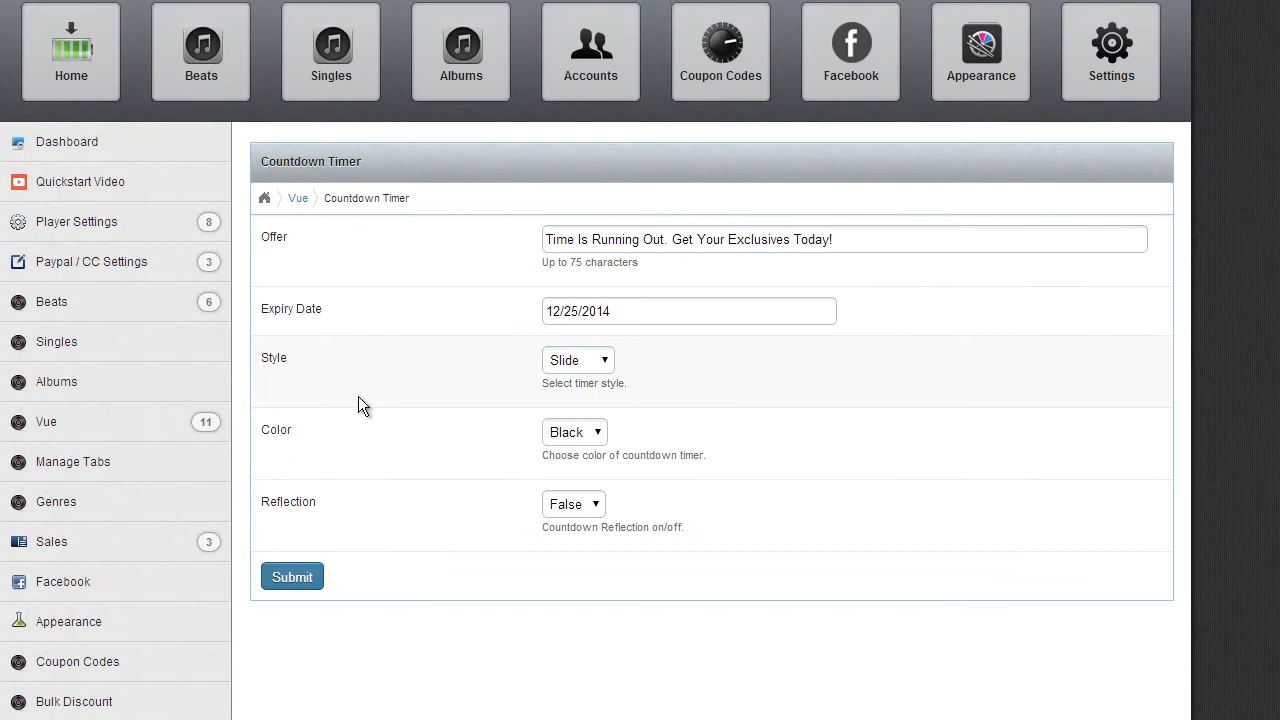 Home
Beats
Singles
Albums
Accounts
Coupon Codes
Facebook
Appearance
Settings
Dashboard
Quickstart Video
Player Settings 8
Paypal / CC Settings 3
Beats 6
Singles
Albums
Vue 11
Manage Tabs
Genres
Sales 3
Facebook
Appearance
Coupon Codes
Bulk Discount
Countdown Timer
Vue Countdown Timer
Offer
Time Is Running Out. Get Your Exclusives Today!
Up to 75 characters
Expiry Date
12/25/2014
Style
Slide
Select timer style.
Color
Black
Choose color of countdown timer.
Reflection
False
Countdown Reflection on/off.
Submit